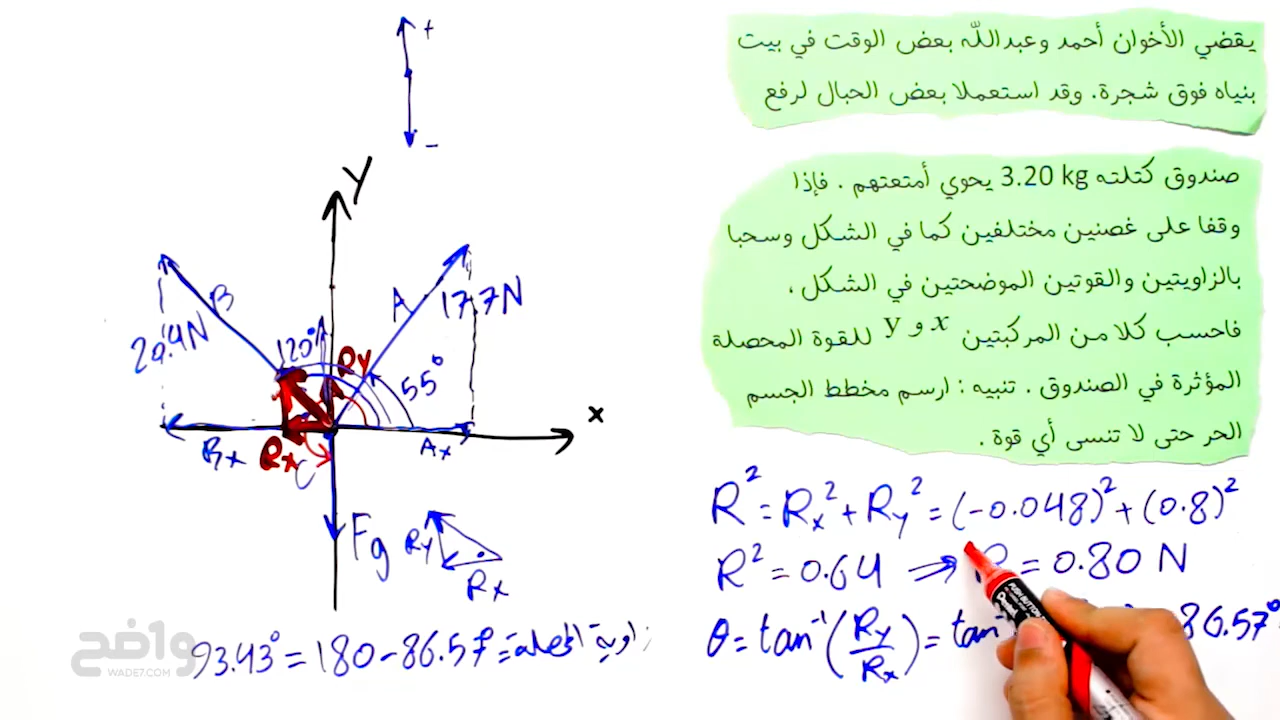 يقضي الأخوان أحمد وعبدالله بعض الوقت في بيت
بنياه فوق شجرة. وقد استعملا بعض الحبال لرفع
صندوق كتلته 3.20 kg يحوي أمتعتهم . فإذا
وقفا على غصنين مختلفين كما في الشكل وسحبا
بالزاويتين والقوتين الموضحتين في الشكل ،
فاحسب كلا من المركبتين x و y للقوة المحصلة
المؤثرة في الصندوق . تنبيه : ارسم مخطط الجسم
الحر حتى لا تنسى أي قوة .
+
-
y
B
A
17.7N
20.4N
120°
Ry
55°
x
Bx
Rx
Ax
Fg
Ry
Rx
R² = Rx² + Ry² = (-0.048)² + (0.8)²
R² = 0.64 ⇒ R = 0.80 N
θ = tan⁻¹(Ry/Rx) = tan⁻¹ 86.57°
93.43° = 180 - 86.57 = زاوية المحصلة
واضح
WADE7.COM